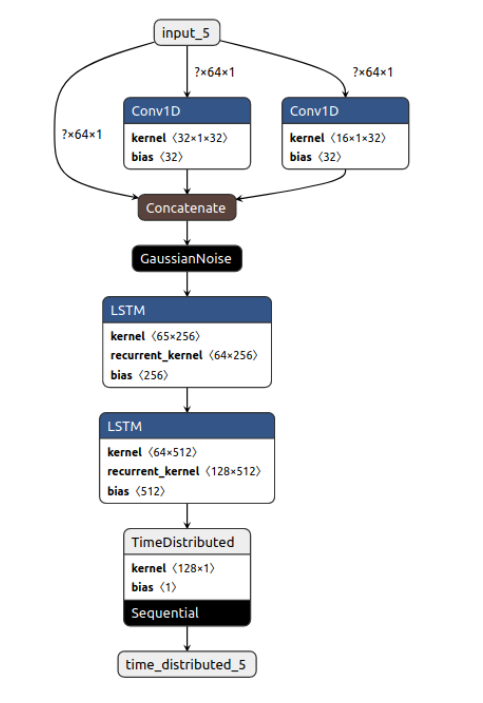 input_5
?×64×1
?×64×1
?×64×1
Conv1D
kernel 〈32×1×32〉
bias 〈32〉
Conv1D
kernel 〈16×1×32〉
bias 〈32〉
Concatenate
GaussianNoise
LSTM
kernel 〈65×256〉
recurrent_kernel 〈64×256〉
bias 〈256〉
LSTM
kernel 〈64×512〉
recurrent_kernel 〈128×512〉
bias 〈512〉
TimeDistributed
kernel 〈128×1〉
bias 〈1〉
Sequential
time_distributed_5